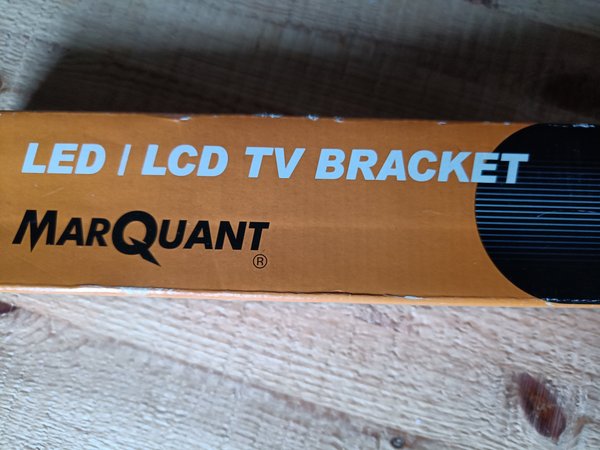 LED / LCD TV BRACKET
MARQUANT
®